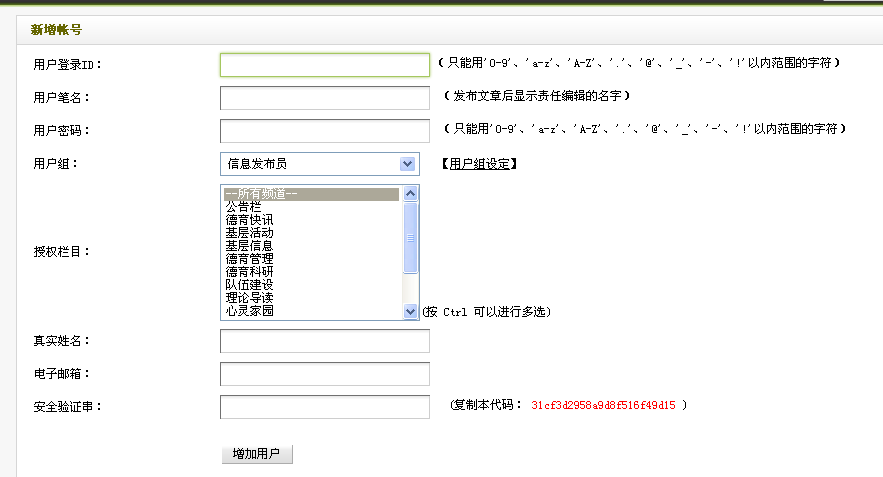 新增帐号
用户登录ID： （只能用'0-9'、'a-z'、'A-Z'、'.'、'@'、'_'、'-'、'!'以内范围的字符）
用户笔名： （发布文章后显示责任编辑的名字）
用户密码： （只能用'0-9'、'a-z'、'A-Z'、'.'、'@'、'_'、'-'、'!'以内范围的字符）
用户组： 信息发布员 【用户组设定】
--所有频道--
公告栏
德育快讯
基层活动
基层信息
德育管理
德育科研
队伍建设
理论导读
心灵家园
授权栏目： (按 Ctrl 可以进行多选)
真实姓名：
电子邮箱：
安全验证串： (复制本代码： 31cf3d2958a9d8f516f49d15 )
增加用户